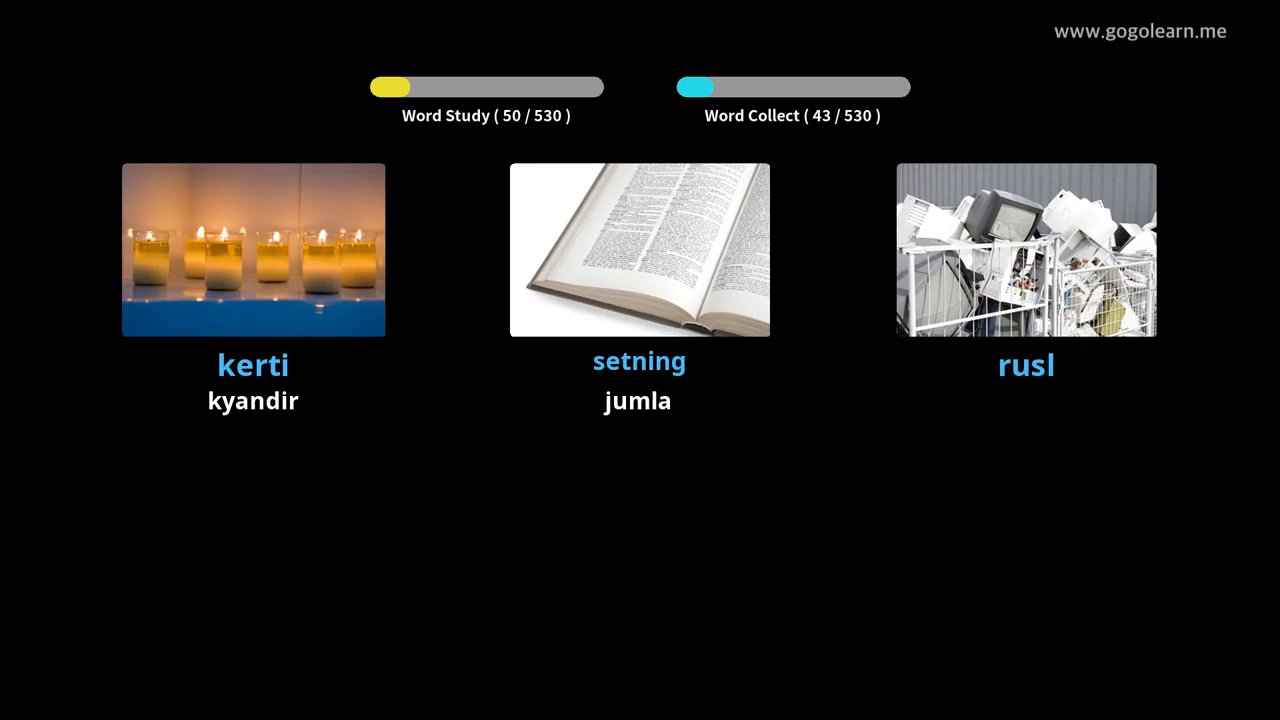 www.gogolearn.me
Word Study ( 50 / 530 )
Word Collect ( 43 / 530 )
kerti
kyandir
setning
jumla
rusl